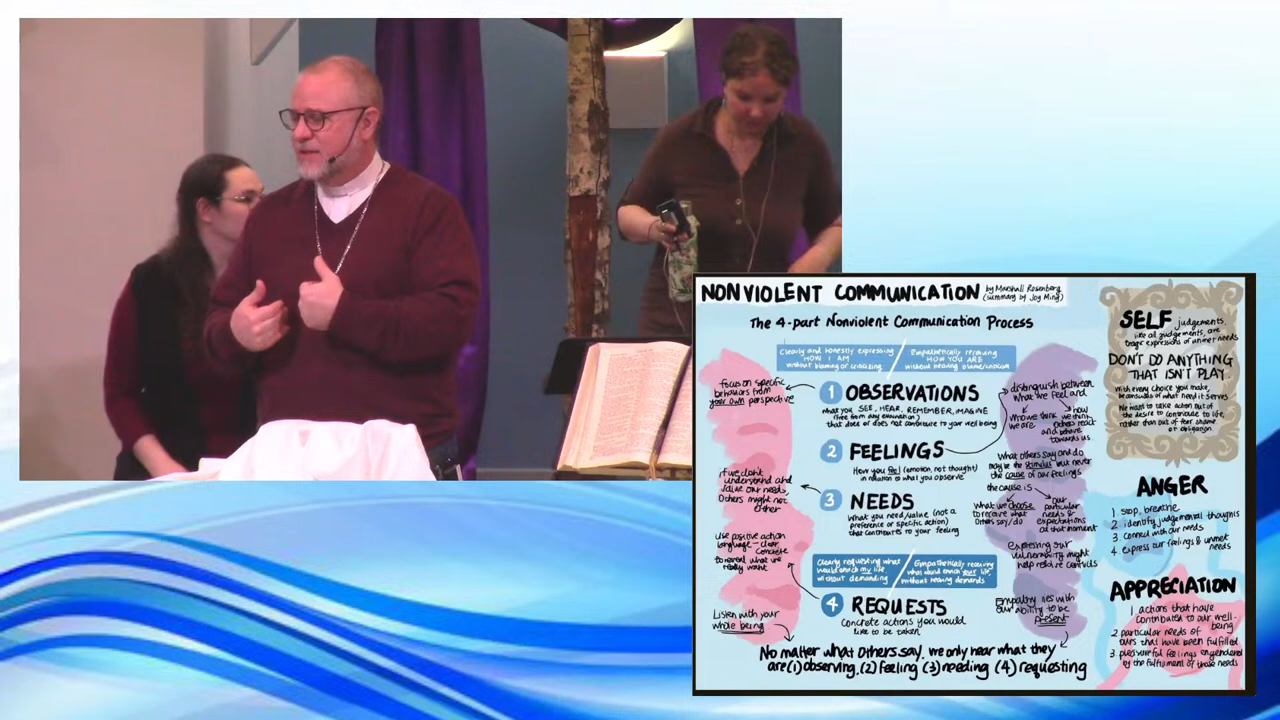 NONVIOLENT COMMUNICATION
by Marshall Rosenberg
(summary by Joy Ming)
The 4-part Nonviolent Communication Process
Clearly and honestly expressing
HOW I AM
without blaming or criticizing
Empathetically receiving
HOW YOU ARE
without hearing blame/criticism
focus on specific
behaviors from
your own perspective
1 OBSERVATIONS
what you SEE, HEAR, REMEMBER, IMAGINE
(free from any evaluation)
that does or does not contribute to your well being
2 FEELINGS
How you feel (emotion, not thought)
in relation to what you observe
if we don't
understand and
value our needs,
others might not
either
3 NEEDS
What you need/value (not a
preference or specific action)
that contributes to your feeling
use positive action
language - clear,
concrete
to reveal what we
really want
Clearly requesting what
would enrich my life
without demanding
Empathetically receiving
what would enrich your life,
without hearing demands
4 REQUESTS
Concrete actions you would
like to be taken
Listen with your
whole being
distinguish between
what we feel and
who we think
we are
how
we think
others react
and behave
towards us
What others say and do
may be the stimulus but never
the cause of our feelings
the cause is
what we choose
to receive what
others say/do
our
particular
needs &
expectations
at that moment
expressing our
vulnerability might
help resolve conflicts
Empathy lies with
our ability to be
present
No matter what others say, we only hear what they
are (1) observing, (2) feeling (3) needing (4) requesting
SELF judgements,
like all judgements, are
tragic expressions of unmet needs
DON'T DO ANYTHING
THAT ISN'T PLAY
With every choice you make,
be conscious of what need it serves
We want to take action out of
the desire to contribute to life,
rather than out of fear, shame,
or obligation.
ANGER
1 stop, breathe
2 identify judgemental thoughts
3 connect with our needs
4 express our feelings & unmet
needs
APPRECIATION
1 actions that have
contributed to our well-
being
2 particular needs of
ours that have been fulfilled
3. pleasureful feelings engendered
by the fulfillment of those needs